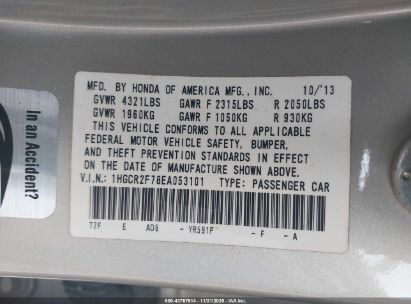 MFD. BY HONDA OF AMERICA MFG., INC. 10/'13
GVWR 4321LBS GAWR F 2315LBS R 2050LBS
GVWR 1960KG GAWR F 1050KG R 930KG
THIS VEHICLE CONFORMS TO ALL APPLICABLE
FEDERAL MOTOR VEHICLE SAFETY, BUMPER,
AND THEFT PREVENTION STANDARDS IN EFFECT
ON THE DATE OF MANUFACTURE SHOWN ABOVE.
V.I.N.: 1HGCR2F78EA053101 TYPE: PASSENGER CAR
T2F E AD6 - YR591P - F - A
In an Accident?